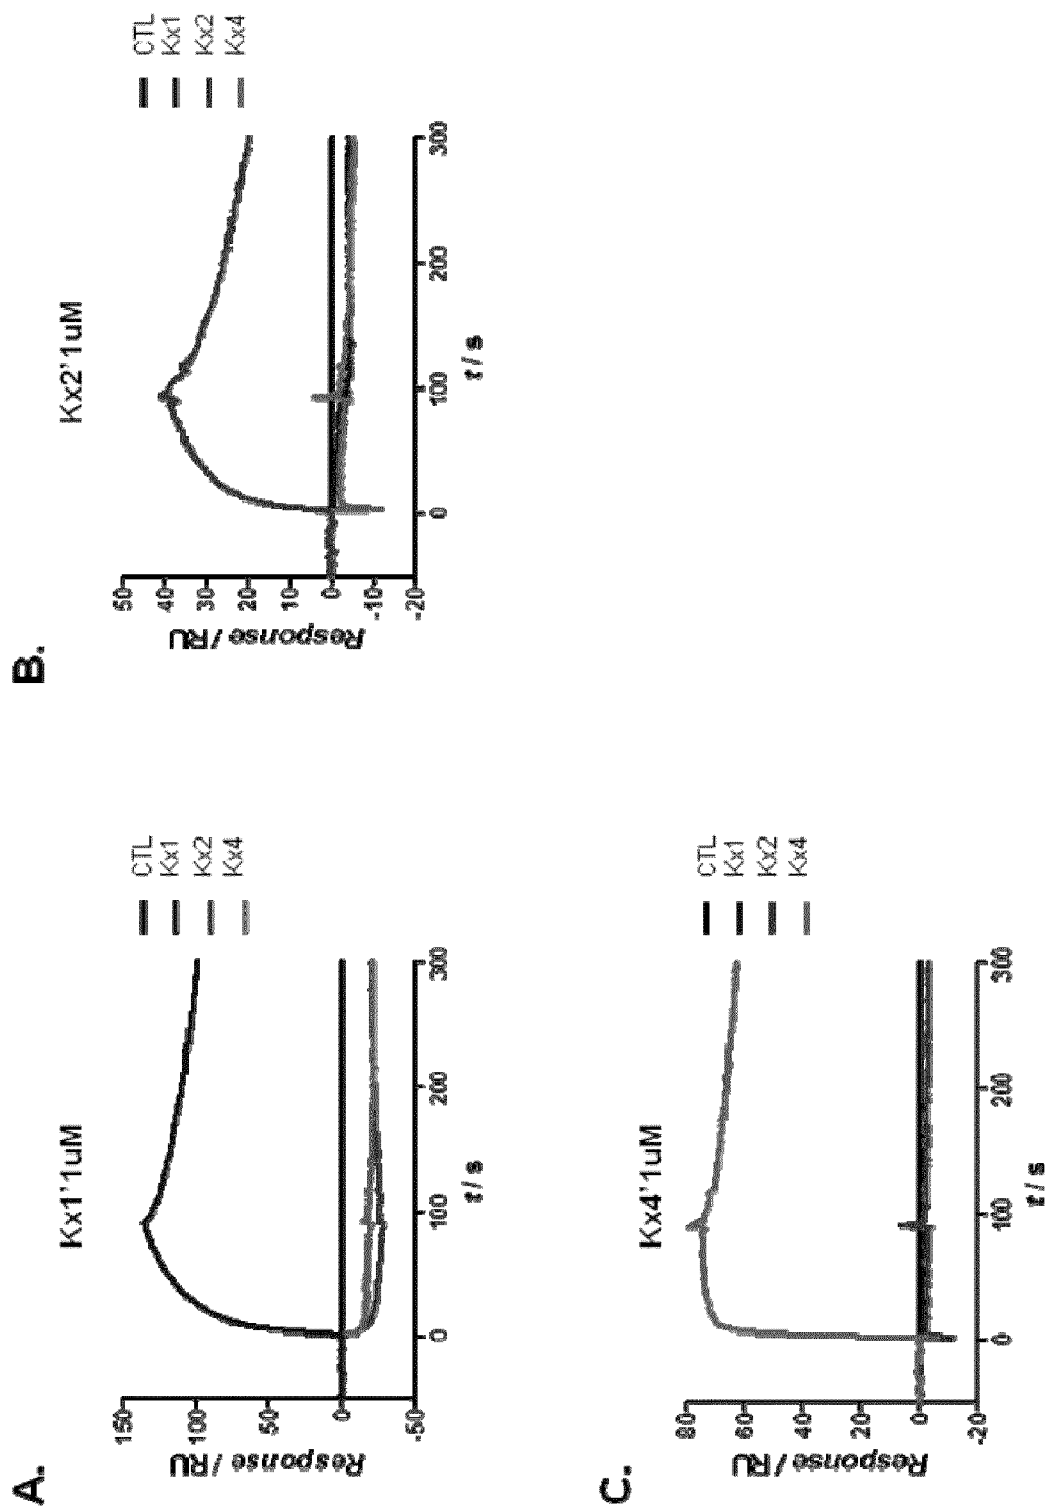 A.
Kx1'1uM
Response / RU
150
100
50
0
-50
0
100
200
300
t / s
CTL
Kx1
Kx2
Kx4
B.
Kx2'1uM
Response / RU
50
40
30
20
10
0
-10
-20
0
100
200
300
t / s
CTL
Kx1
Kx2
Kx4
C.
Kx4'1uM
Response / RU
80
60
40
20
0
-20
0
100
200
300
t / s
CTL
Kx1
Kx2
Kx4